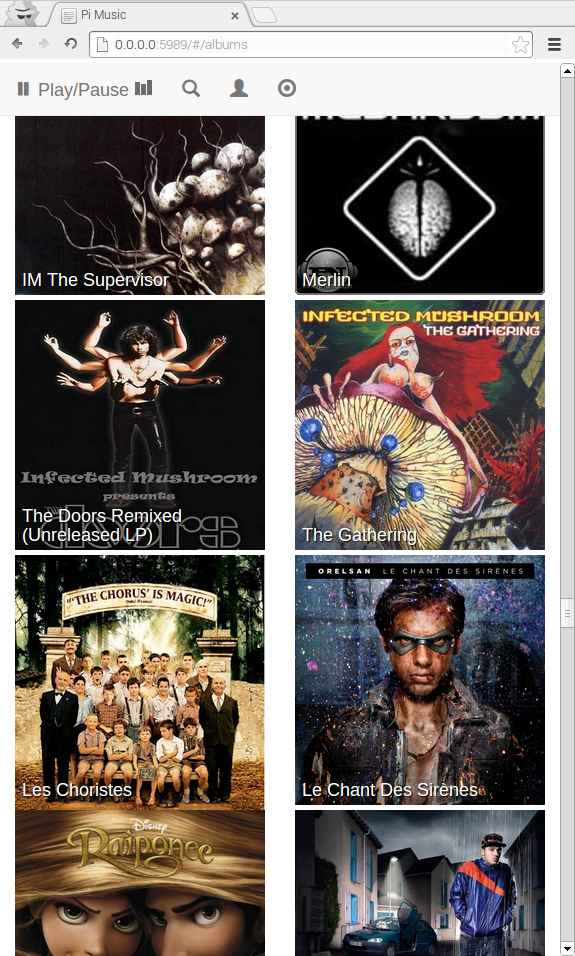 Pi Music
0.0.0.0:5989/#/albums
Play/Pause
IM The Supervisor
Merlin
Infected Mushroom
presents
The Doors Remixed
(Unreleased LP)
INFECTED MUSHROOM
THE GATHERING
The Gathering
"'THE CHORUS' IS MAGIC!"
Les Choristes
ORELSAN LE CHANT DES SIRÈNES
Le Chant Des Sirènes
Disney
Raiponce